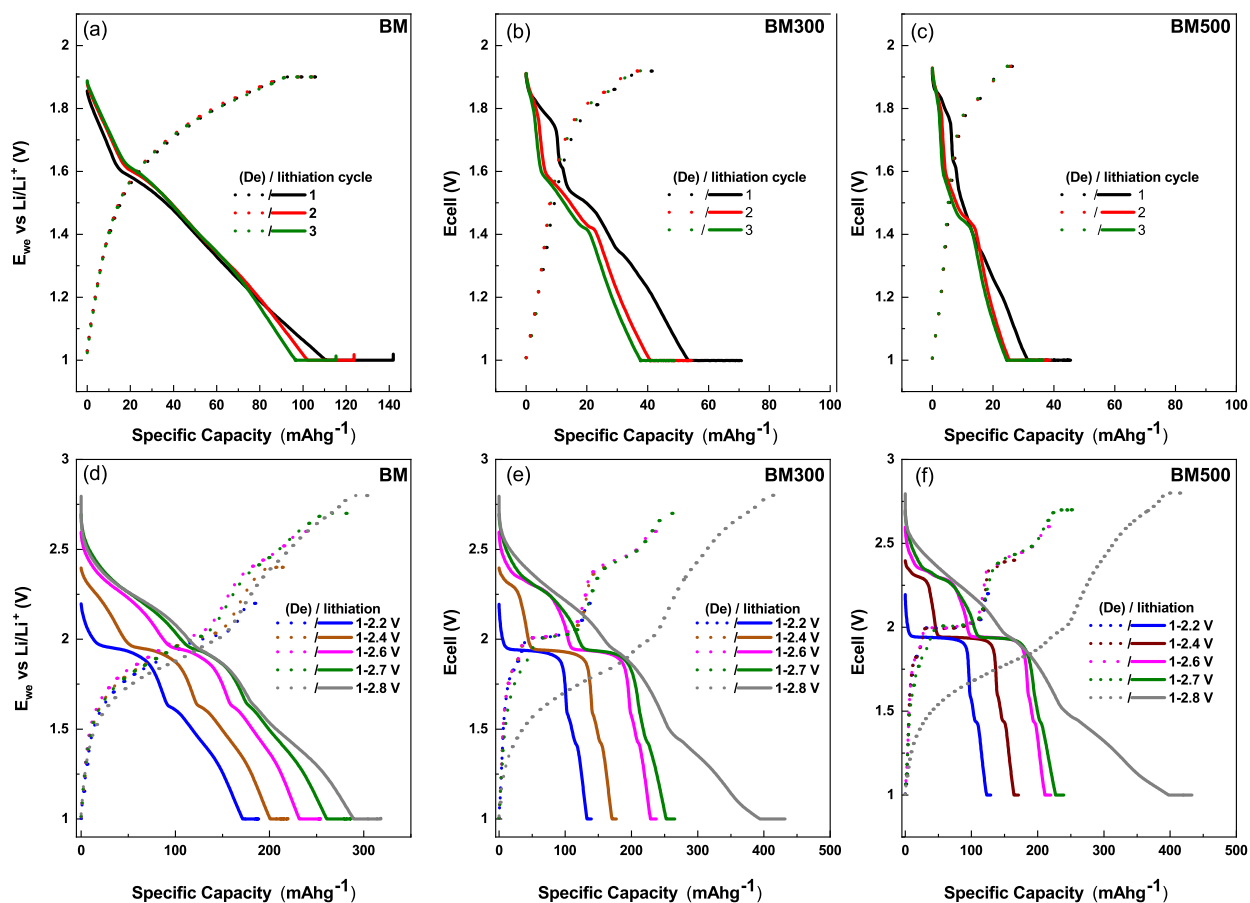 (a) BM
2
1.8
1.6
1.4
1.2
1
E_we vs Li/Li⁺ (V)
(De) / lithiation cycle
/ 1
/ 2
/ 3
0 20 40 60 80 100 120 140
Specific Capacity (mAhg⁻¹)
(b) BM300
2
1.8
1.6
1.4
1.2
1
Ecell (V)
(De) / lithiation cycle
/ 1
/ 2
/ 3
0 20 40 60 80 100
Specific Capacity (mAhg⁻¹)
(c) BM500
2
1.8
1.6
1.4
1.2
1
Ecell (V)
(De) / lithiation cycle
/ 1
/ 2
/ 3
0 20 40 60 80 100
Specific Capacity (mAhg⁻¹)
(d) BM
3
2.5
2
1.5
1
E_we vs Li/Li⁺ (V)
(De) / lithiation
/ 1-2.2 V
/ 1-2.4 V
/ 1-2.6 V
/ 1-2.7 V
/ 1-2.8 V
0 100 200 300
Specific Capacity (mAhg⁻¹)
(e) BM300
3
2.5
2
1.5
1
Ecell (V)
(De) / lithiation
/ 1-2.2 V
/ 1-2.4 V
/ 1-2.6 V
/ 1-2.7 V
/ 1-2.8 V
0 100 200 300 400 500
Specific Capacity (mAhg⁻¹)
(f) BM500
3
2.5
2
1.5
1
Ecell (V)
(De) / lithiation
/ 1-2.2 V
/ 1-2.4 V
/ 1-2.6 V
/ 1-2.7 V
/ 1-2.8 V
0 100 200 300 400 500
Specific Capacity (mAhg⁻¹)